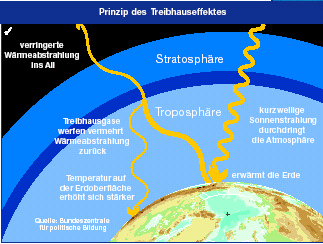 Prinzip des Treibhauseffektes
verringerte
Wärmeabstrahlung
ins All
Stratosphäre
Troposphäre
Treibhausgase
werfen vermehrt
Wärmeabstrahlung
zurück
kurzwellige
Sonnenstrahlung
durchdringt
die Atmosphäre
Temperatur auf
der Erdoberfläche
erhöht sich stärker
erwärmt die Erde
Quelle: Bundeszentrale
für politische Bildung